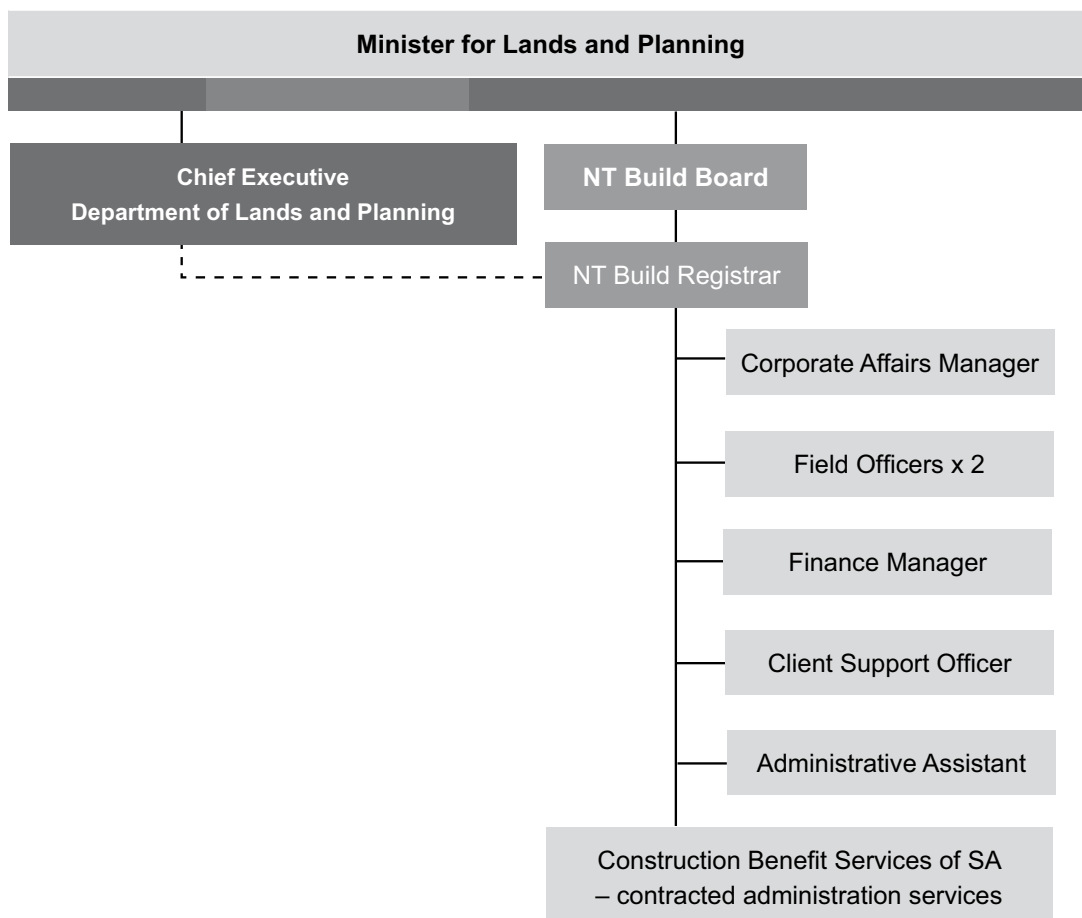 Minister for Lands and Planning
Chief Executive
Department of Lands and Planning
NT Build Board
NT Build Registrar
Corporate Affairs Manager
Field Officers x 2
Finance Manager
Client Support Officer
Administrative Assistant
Construction Benefit Services of SA
– contracted administration services